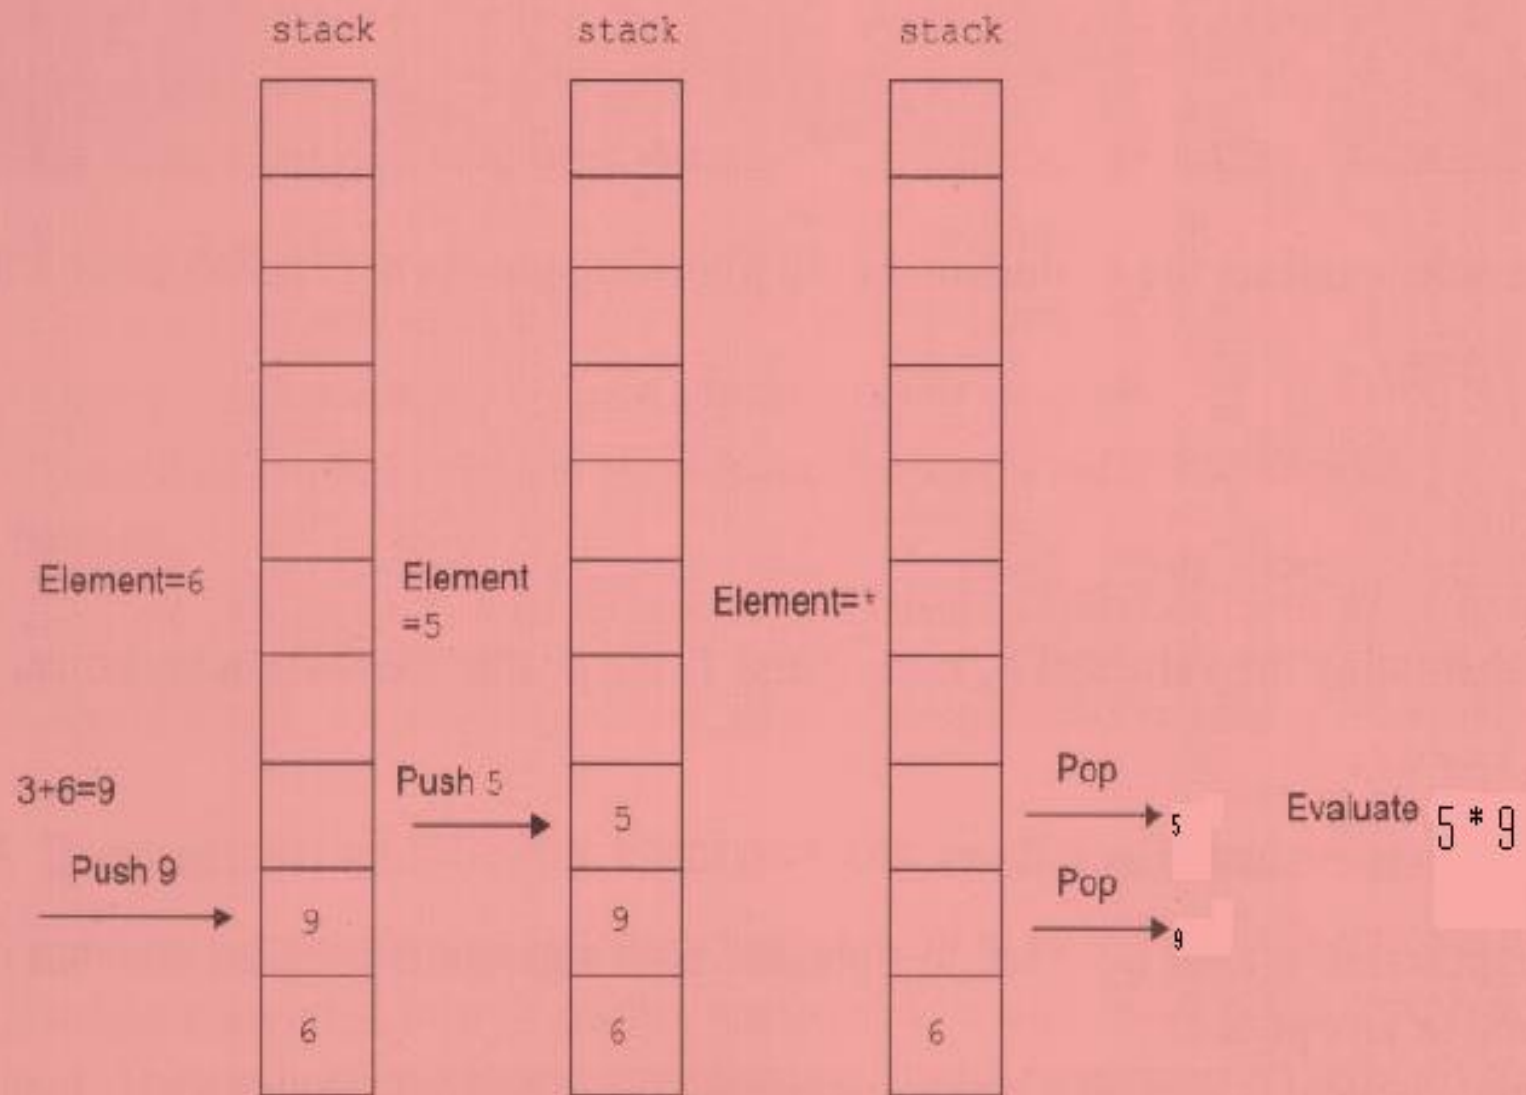 stack
stack
stack
Element=6
Element
=5
Element=*
3+6=9
Push 9
Push 5
9
6
5
9
6
6
Pop
5
Pop
9
Evaluate 5 * 9